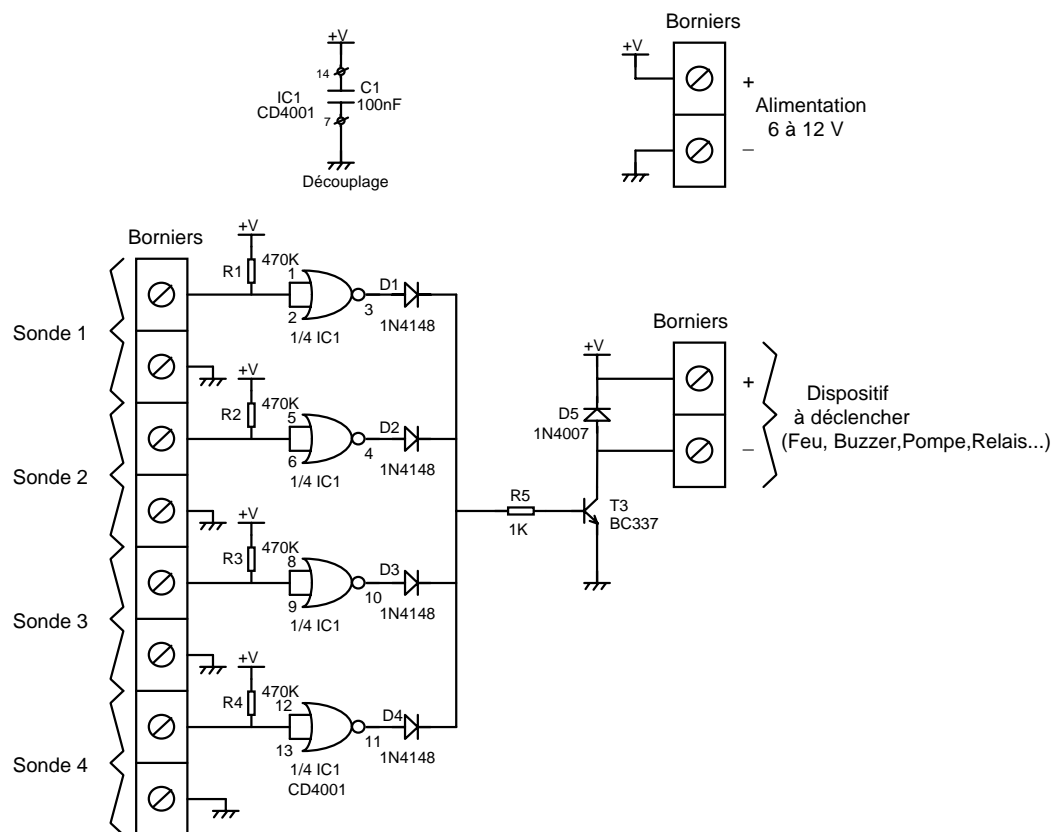 +V
14
IC1
CD4001
C1
100nF
7
Découplage
Borniers
+V
+
Alimentation
6 à 12 V
–
Borniers
Sonde 1
Sonde 2
Sonde 3
Sonde 4
+V
R1
470K
1
2
3
1/4 IC1
D1
1N4148
+V
R2
470K
5
6
4
1/4 IC1
D2
1N4148
+V
R3
470K
8
9
10
1/4 IC1
D3
1N4148
+V
R4
470K
12
13
11
1/4 IC1
CD4001
D4
1N4148
R5
1K
T3
BC337
+V
D5
1N4007
Borniers
+
–
Dispositif
à déclencher
(Feu, Buzzer,Pompe,Relais...)